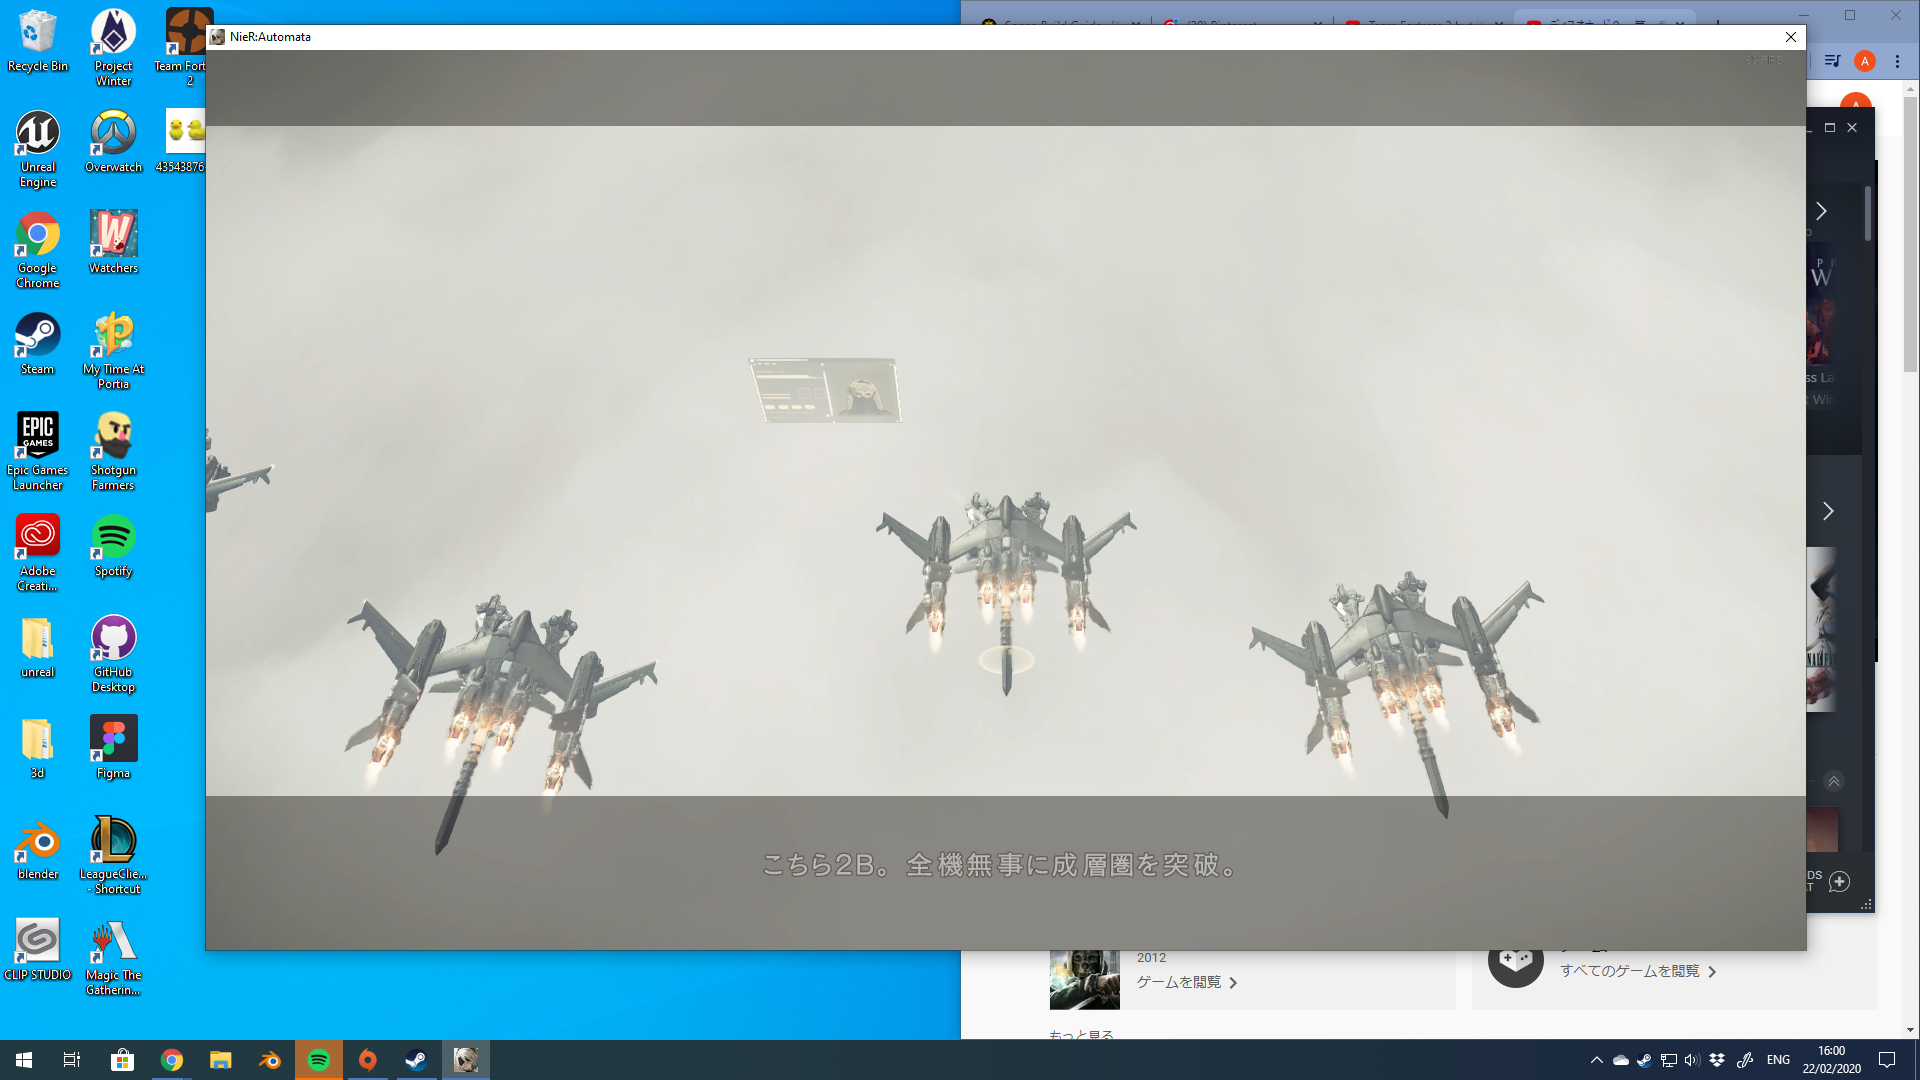 NieR:Automata
Recycle Bin
Project
Winter
Team Fort
2
Unreal
Engine
Overwatch
43543876
Google
Chrome
Watchers
Steam
My Time At
Portia
EPIC
GAMES
Epic Games
Launcher
Shotgun
Farmers
Adobe
Creati...
Spotify
unreal
GitHub
Desktop
3d
Figma
blender
LeagueClie...
- Shortcut
CLIP STUDIO
Magic The
Gatherin...
こちら2B。全機無事に成層圏を突破。
2012
ゲームを閲覧
すべてのゲームを閲覧
もっと見る
ENG
16:00
22/02/2020